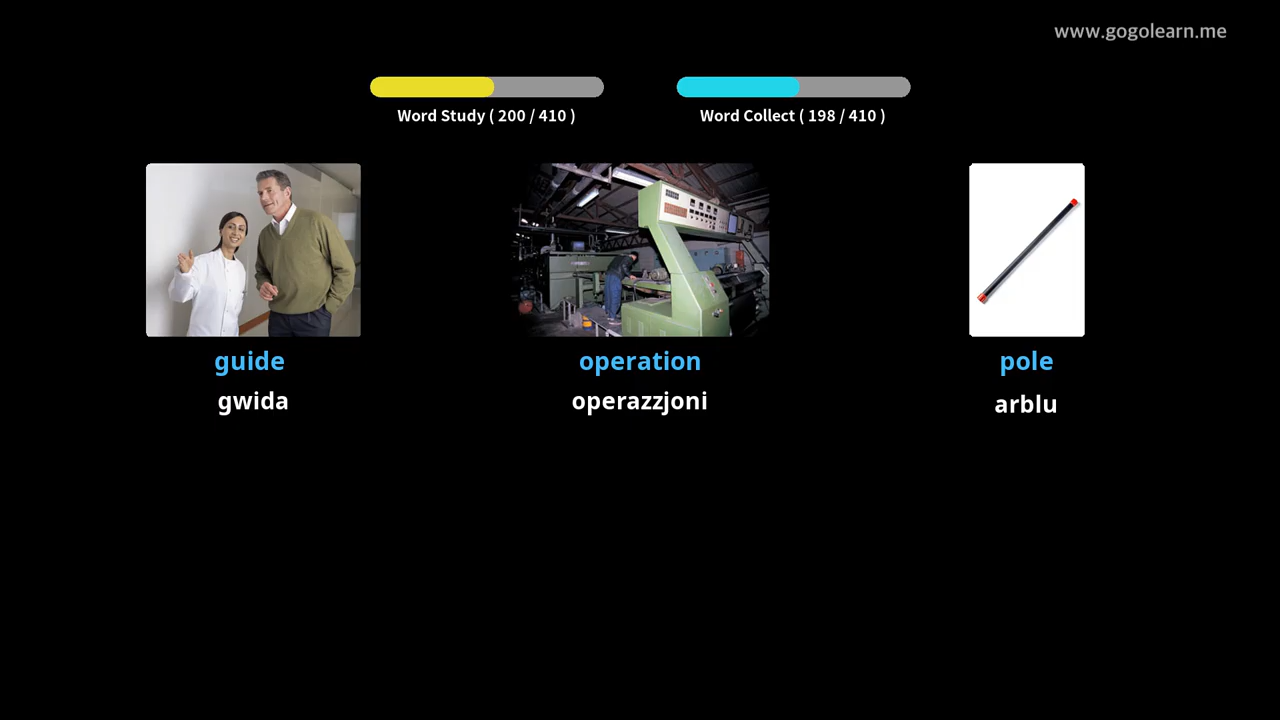 www.gogolearn.me
Word Study ( 200 / 410 )
Word Collect ( 198 / 410 )
guide
operation
pole
gwida
operazzjoni
arblu